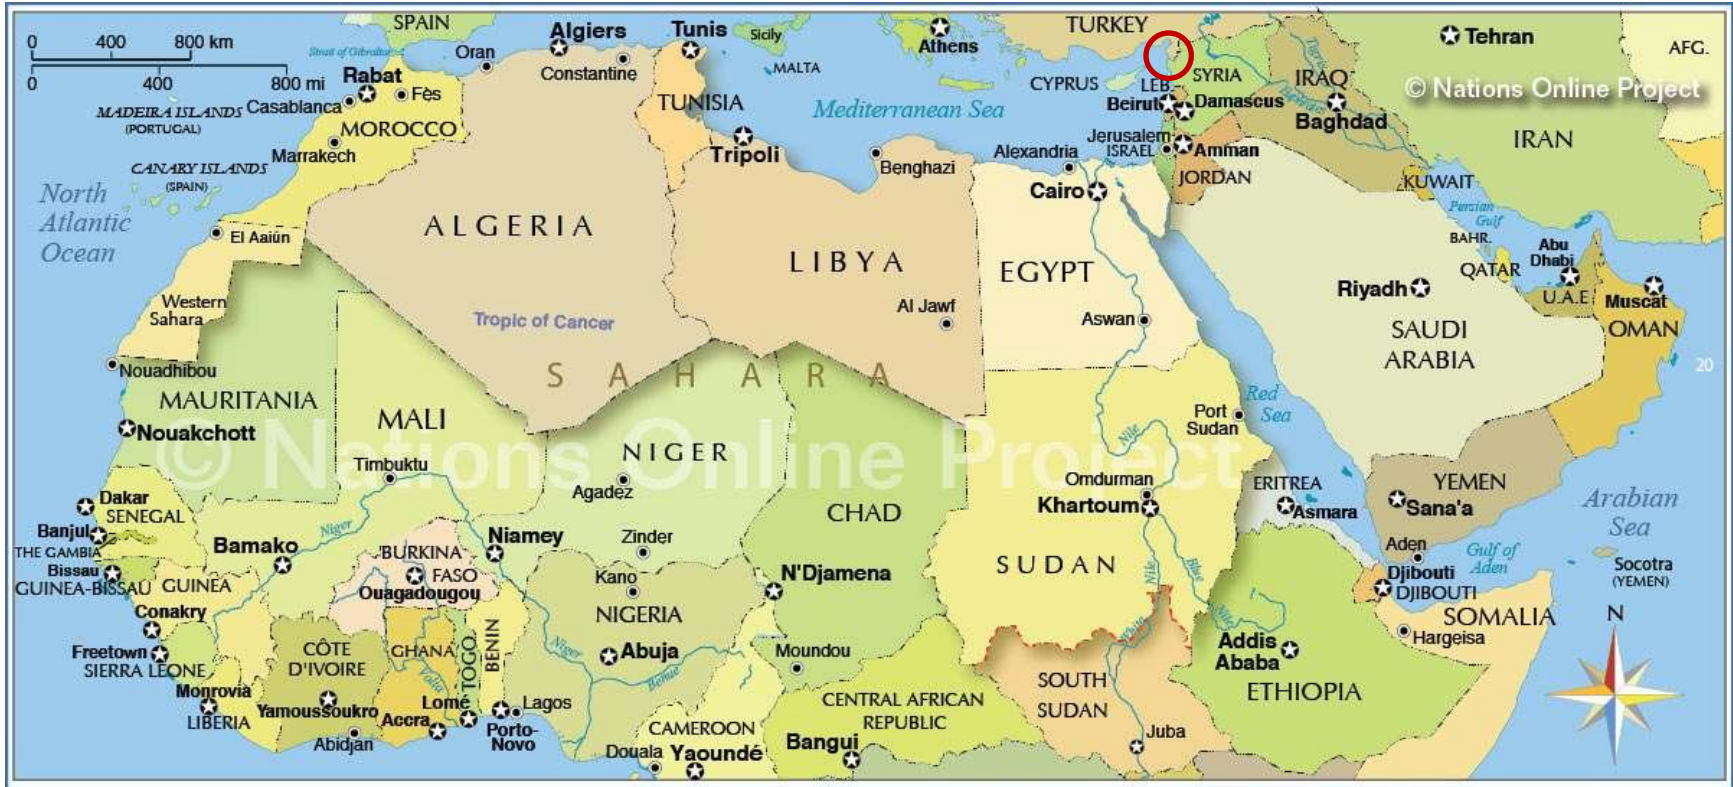 SPAIN
Algiers
Tunis
Sicily
Athens
TURKEY
Tehran
AFG.
0 400 800 km
0 400 800 mi
Strait of Gibraltar
Oran
Constantine
MALTA
CYPRUS
SYRIA
IRAQ
Tigris
© Nations Online Project
Rabat
Fès
MADEIRA ISLANDS
(PORTUGAL)
Casablanca
MOROCCO
Marrakech
TUNISIA
Tripoli
Mediterranean Sea
Benghazi
Alexandria
LEB.
Beirut
Damascus
Jerusalem
ISRAEL
Amman
JORDAN
Baghdad
IRAN
CANARY ISLANDS
(SPAIN)
North
Atlantic
Ocean
El Aaiün
ALGERIA
LIBYA
Cairo
EGYPT
KUWAIT
Persian
Gulf
BAHR.
QATAR
Abu
Dhabi
U.A.E
Muscat
OMAN
Riyadh
SAUDI
ARABIA
Western
Sahara
Tropic of Cancer
Al Jawf
Aswan
20
SAHARA
Nouadhibou
MAURITANIA
Nouakchott
MALI
Timbuktu
NIGER
Agadez
Zinder
© Nations Online Project
Port
Sudan
Red
Sea
Nile
Omdurman
Khartoum
ERITREA
Asmara
YEMEN
Sana'a
Aden
Arabian
Sea
Gulf of
Aden
Socotra
(YEMEN)
Dakar
SENEGAL
Banjul
THE GAMBIA
Bissau
GUINEA-BISSAU
GUINEA
Conakry
Freetown
SIERRA LEONE
Monrovia
LIBERIA
Bamako
Niger
BURKINA
FASO
Ouagadougou
Niamey
Kano
NIGERIA
Abuja
Niger
Benue
CHAD
N'Djamena
Moundou
SUDAN
Nile
Blue
Nile
White
Djibouti
DJIBOUTI
SOMALIA
Hargeisa
N
CÔTE
D'IVOIRE
Yamoussoukro
Abidjan
GHANA
Volta
Accra
TOGO
Lomé
BENIN
Porto-
Novo
Lagos
CAMEROON
Douala
Yaoundé
CENTRAL AFRICAN
REPUBLIC
Bangui
SOUTH
SUDAN
Juba
Addis
Ababa
ETHIOPIA